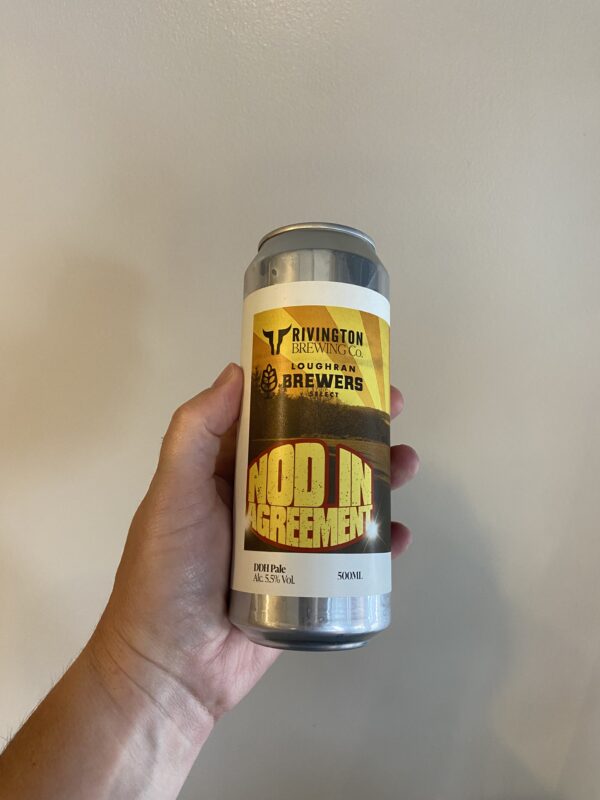 RIVINGTON
BREWING Co.
LOUGHRAN
BREWERS
SELECT
NOD IN
AGREEMENT
DDH Pale
Alc. 5.5% Vol.
500ML